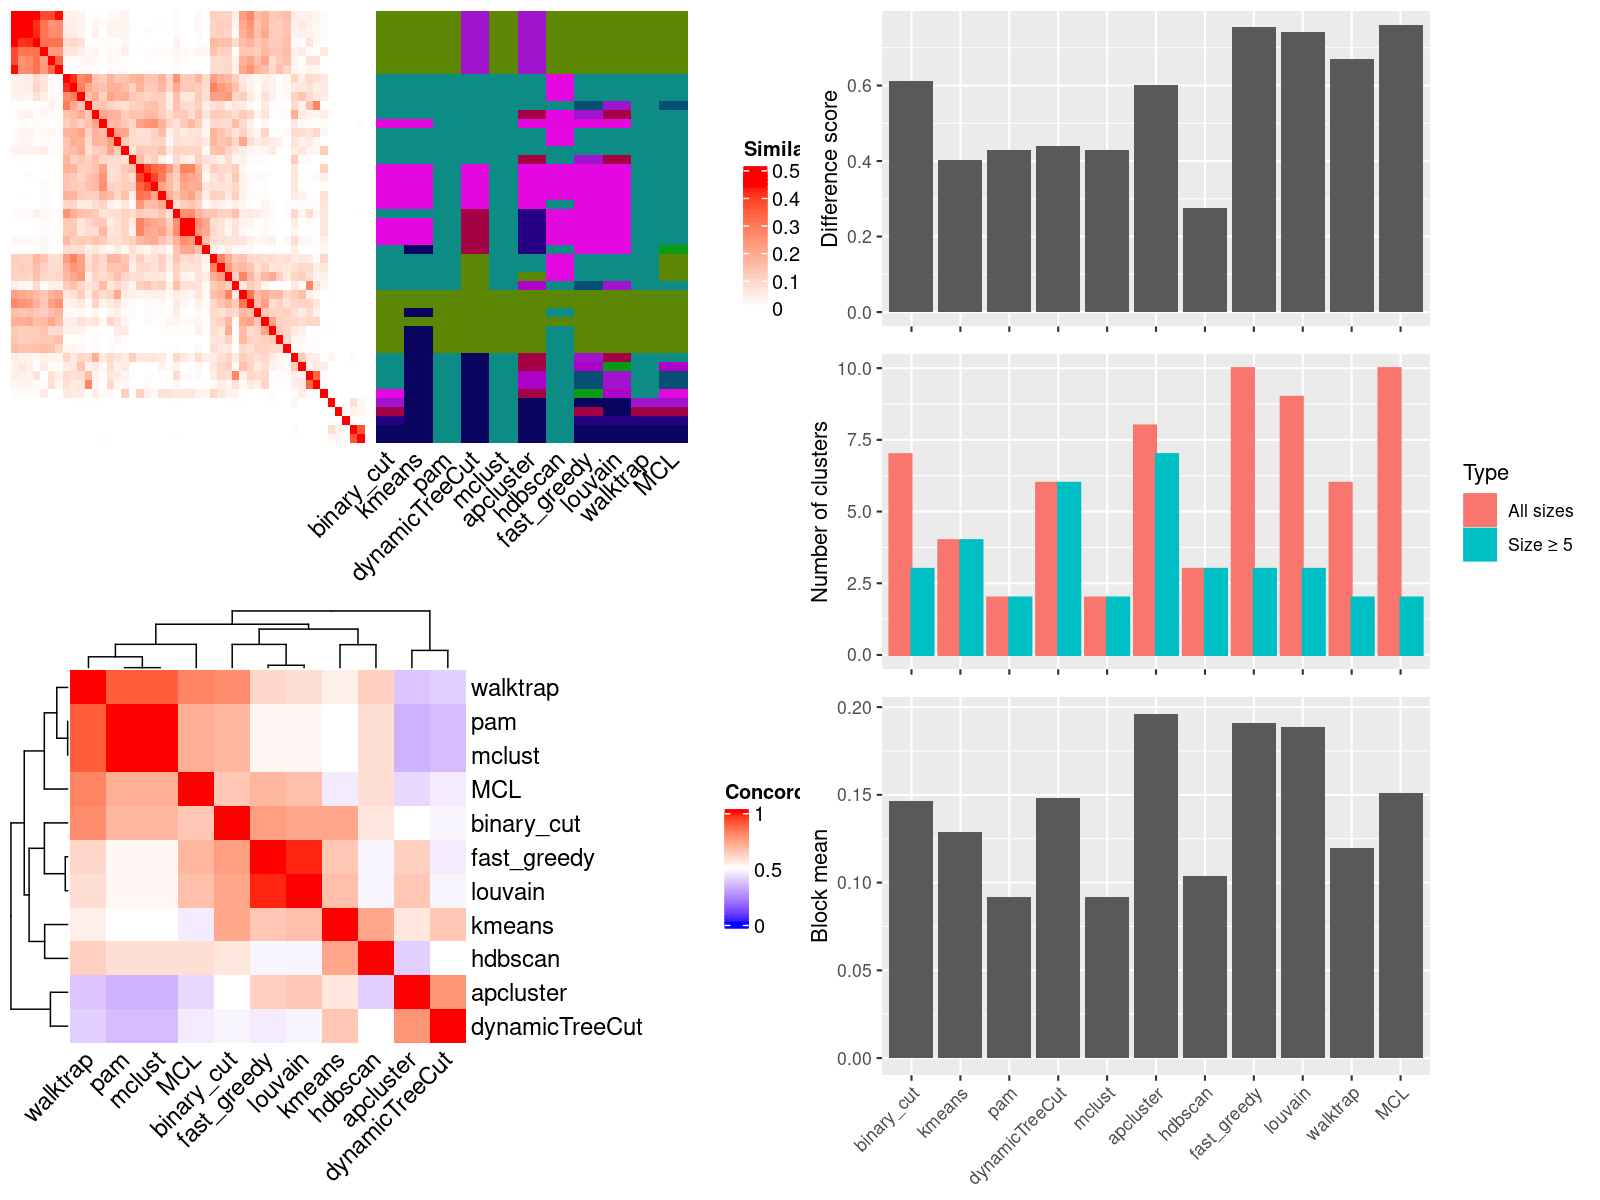 Simila
0.5
0.4
0.3
0.2
0.1
0
binary_cut
kmeans
pam
dynamicTreeCut
mclust
apcluster
hdbscan
fast_greedy
louvain
walktrap
MCL
walktrap
pam
mclust
MCL
binary_cut
fast_greedy
louvain
kmeans
hdbscan
apcluster
dynamicTreeCut
walktrap
pam
mclust
MCL
binary_cut
fast_greedy
louvain
kmeans
hdbscan
apcluster
dynamicTreeCut
Concord
1
0.5
0
Difference score
0.6
0.4
0.2
0.0
Number of clusters
10.0
7.5
5.0
2.5
0.0
Type
All sizes
Size ≥ 5
Block mean
0.20
0.15
0.10
0.05
0.00
binary_cut
kmeans
pam
dynamicTreeCut
mclust
apcluster
hdbscan
fast_greedy
louvain
walktrap
MCL